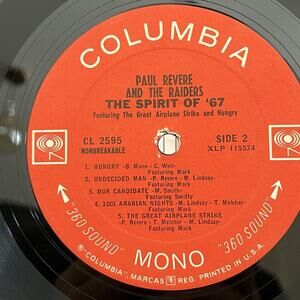 COLUMBIA
PAUL REVERE
AND THE RAIDERS
THE SPIRIT OF '67
Featuring The Great Airplane Strike and Hungry
CL 2595
NONBREAKABLE
SIDE 2
XLP 115574
1. HUNGRY -B. Mann - C. Weil-
Featuring Mark
2. UNDECIDED MAN -P. Revere - M. Lindsay-
Featuring Mark
3. OUR CANDIDATE -M. Smith-
Featuring Smitty
4. 1001 ARABIAN NIGHTS -M. Lindsay - T. Melcher-
Featuring Mark
5. THE GREAT AIRPLANE STRIKE
-P. Revere - M. Lindsay - T. Melcher-
Featuring Mark
"360 SOUND"
MONO
"360 SOUND"
® "COLUMBIA", MARCAS REG. PRINTED IN U.S.A.